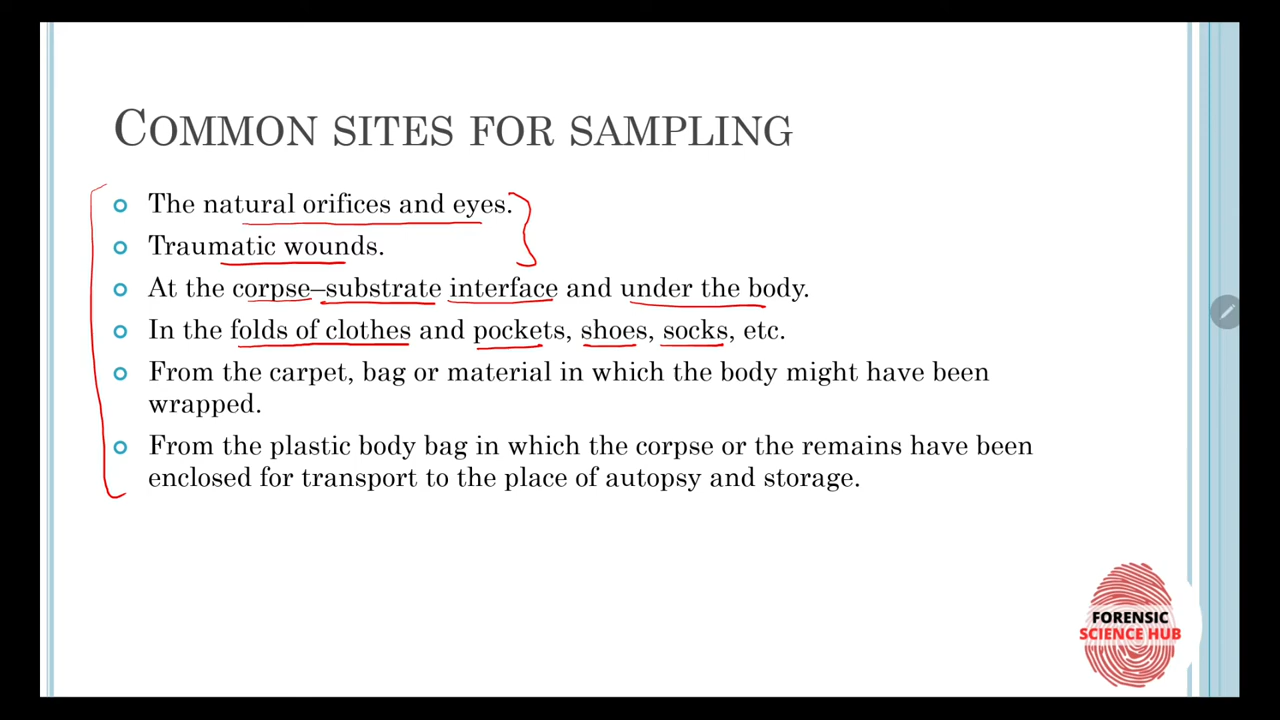 COMMON SITES FOR SAMPLING
The natural orifices and eyes.
Traumatic wounds.
At the corpse–substrate interface and under the body.
In the folds of clothes and pockets, shoes, socks, etc.
From the carpet, bag or material in which the body might have been
wrapped.
From the plastic body bag in which the corpse or the remains have been
enclosed for transport to the place of autopsy and storage.
FORENSIC
SCIENCE HUB